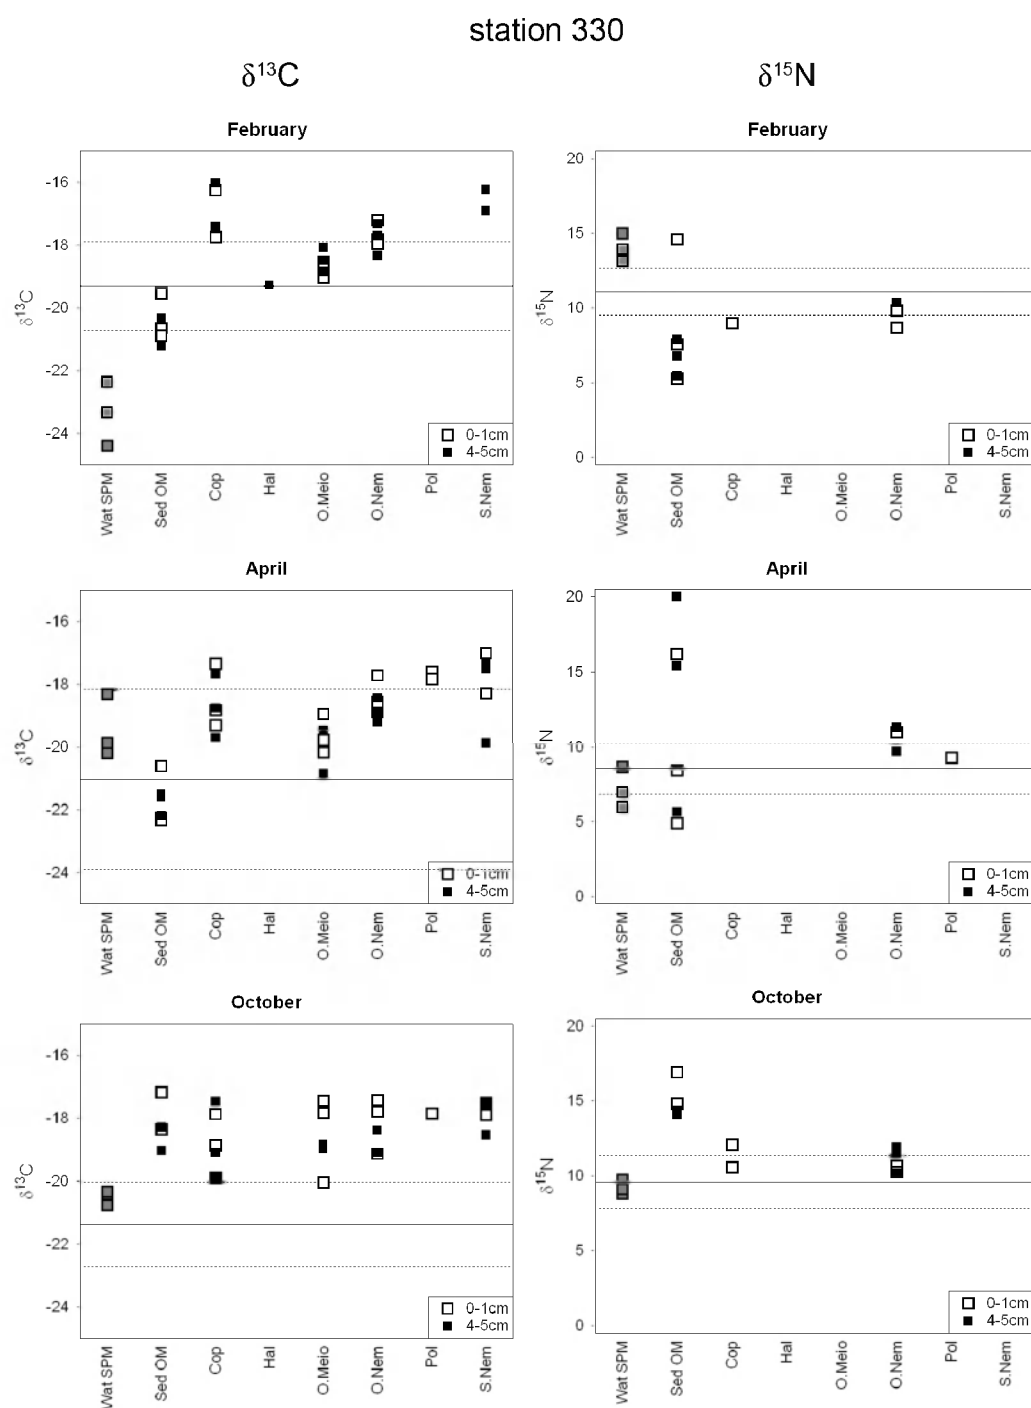 station 330
δ¹³C
δ¹⁵N
February
δ¹³C
-16
-18
-20
-22
-24
0-1cm
4-5cm
Wat SPM
Sed OM
Cop
Hal
O.Meio
O.Nem
Pol
S.Nem
February
δ¹⁵N
20
15
10
5
0
0-1cm
4-5cm
Wat SPM
Sed OM
Cop
Hal
O.Meio
O.Nem
Pol
S.Nem
April
δ¹³C
-16
-18
-20
-22
-24
0-1cm
4-5cm
Wat SPM
Sed OM
Cop
Hal
O.Meio
O.Nem
Pol
S.Nem
April
δ¹⁵N
20
15
10
5
0
0-1cm
4-5cm
Wat SPM
Sed OM
Cop
Hal
O.Meio
O.Nem
Pol
S.Nem
October
δ¹³C
-16
-18
-20
-22
-24
0-1cm
4-5cm
Wat SPM
Sed OM
Cop
Hal
O.Meio
O.Nem
Pol
S.Nem
October
δ¹⁵N
20
15
10
5
0
0-1cm
4-5cm
Wat SPM
Sed OM
Cop
Hal
O.Meio
O.Nem
Pol
S.Nem